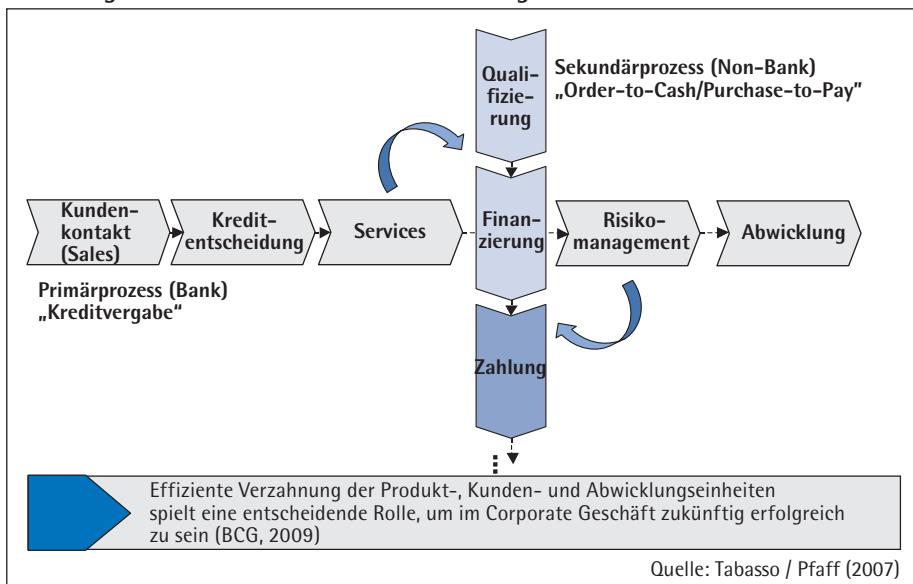 Quali-
fizie-
rung
Sekundärprozess (Non-Bank)
„Order-to-Cash/Purchase-to-Pay"
Kunden-
kontakt
(Sales)
Kredit-
entscheidung
Services
Finan-
zierung
Risiko-
management
Abwicklung
Primärprozess (Bank)
„Kreditvergabe“
Zahlung
Effiziente Verzahnung der Produkt-, Kunden- und Abwicklungseinheiten
spielt eine entscheidende Rolle, um im Corporate Geschäft zukünftig erfolgreich
zu sein (BCG, 2009)
Quelle: Tabasso / Pfaff (2007)